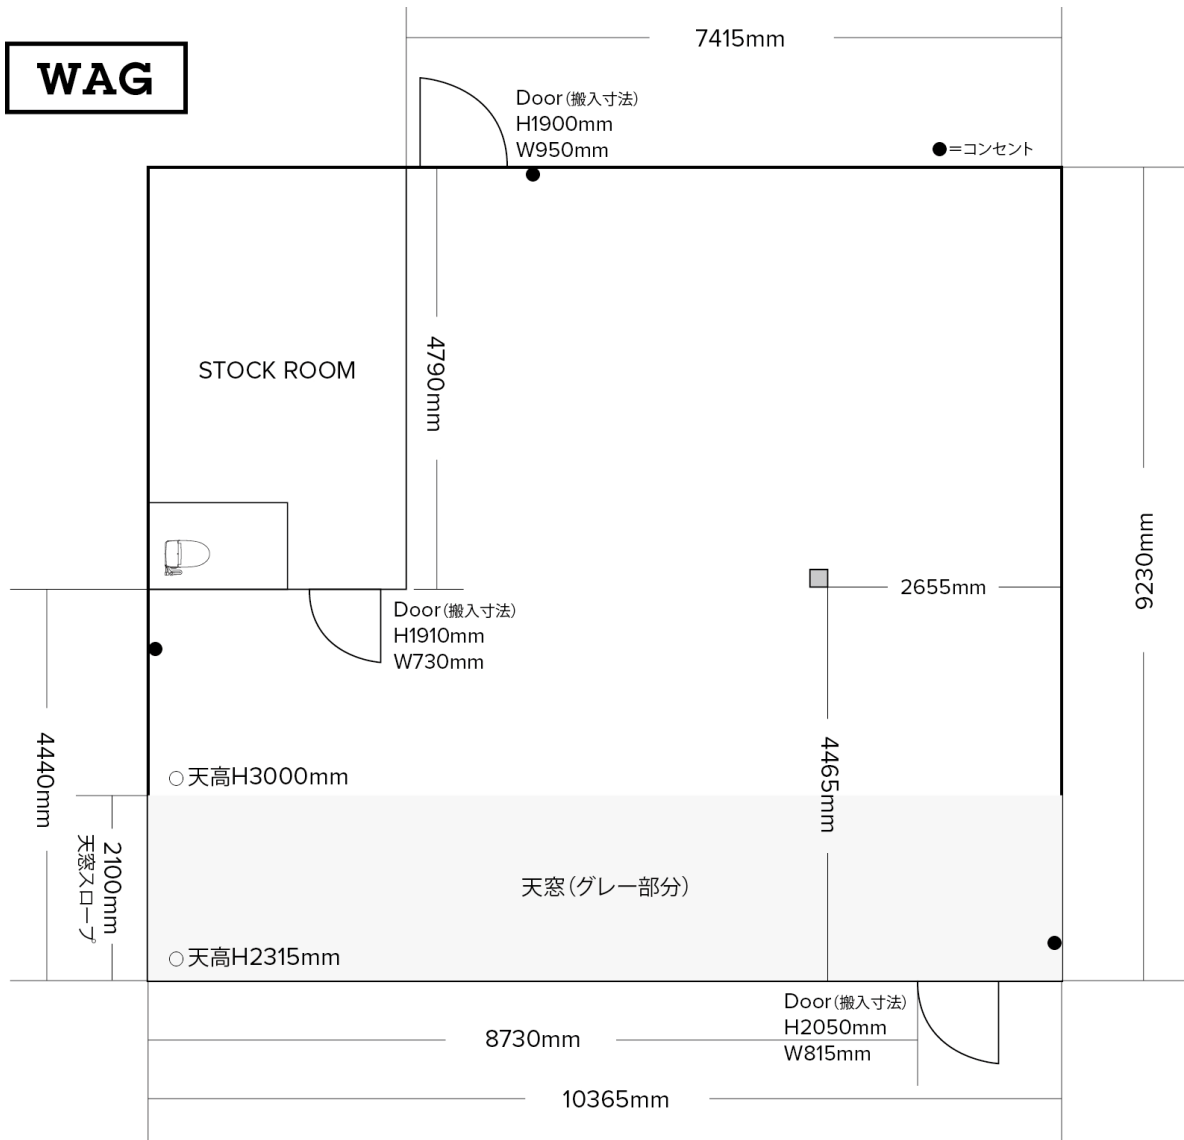 7415mm
WAG
Door(搬入寸法)
H1900mm
W950mm
●=コンセント
STOCK ROOM
4790mm
9230mm
2655mm
Door(搬入寸法)
H1910mm
W730mm
4440mm
4465mm
○天高H3000mm
2100mm
天窓スロープ
天窓(グレー部分)
○天高H2315mm
Door(搬入寸法)
H2050mm
W815mm
8730mm
10365mm